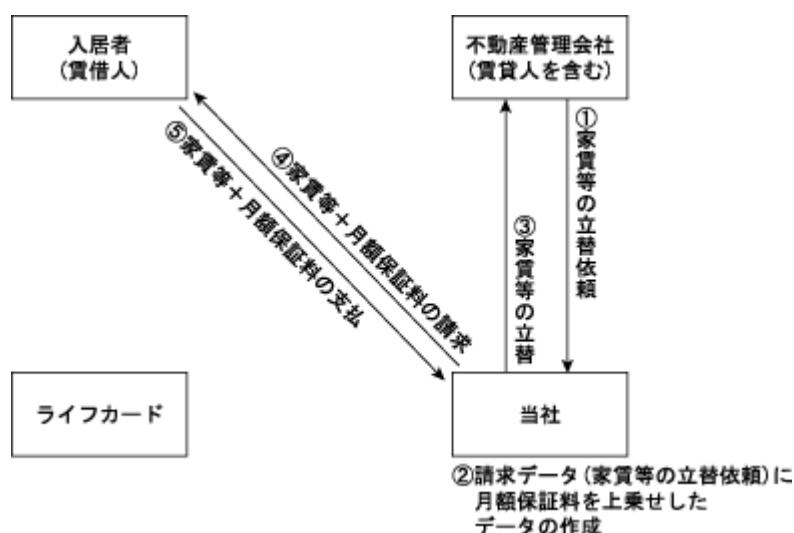 入居者
(賃借人)
不動産管理会社
(賃貸人を含む)
①家賃等の立替依頼
③家賃等の立替
④家賃等＋月額保証料の請求
⑤家賃等＋月額保証料の支払
ライフカード
当社
②請求データ(家賃等の立替依頼)に
月額保証料を上乗せした
データの作成